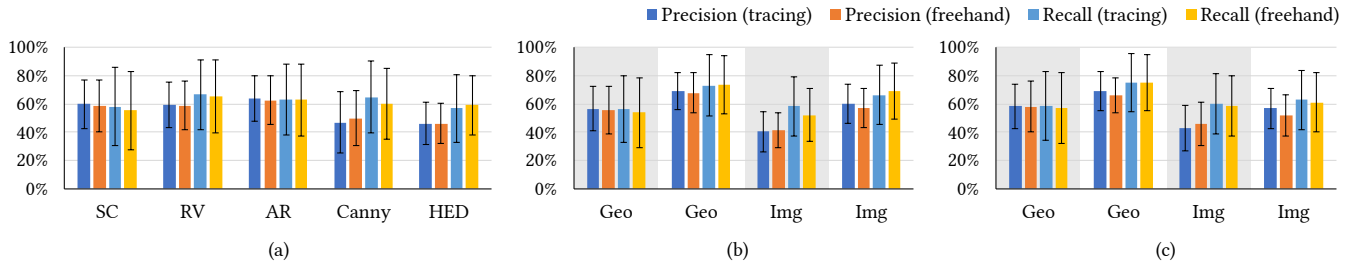 Precision (tracing) Precision (freehand) Recall (tracing) Recall (freehand)
100%
80%
60%
40%
20%
0%
SC RV AR Canny HED
(a)
100%
80%
60%
40%
20%
0%
Geo Geo Img Img
(b)
100%
80%
60%
40%
20%
0%
Geo Geo Img Img
(c)